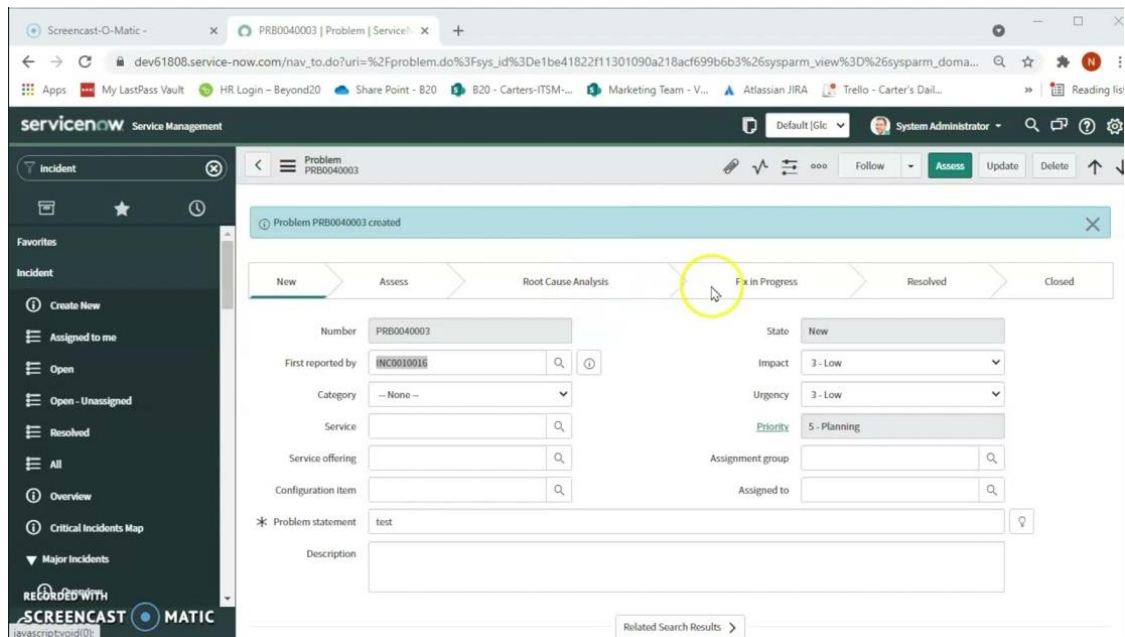 Screencast-O-Matic -
PRB0040003 | Problem | Service
dev61808.service-now.com/nav_to.do?uri=%2Fproblem.do%3Fsys_id%3De1be41822f11301090a218acf699b6b3%26sysparm_view%3D%26sysparm_doma...
N
Apps My LastPass Vault HR Login – Beyond20 Share Point - B20 B20 - Carters-ITSM-... Marketing Team - V... Atlassian JIRA Trello - Carter's Dail... » Reading list
servicenow Service Management
Default [Glc
System Administrator
incident
Problem
PRB0040003
Follow
Assess
Update
Delete
Problem PRB0040003 created
Favorites
Incident
Create New
Assigned to me
Open
Open - Unassigned
Resolved
All
Overview
Critical Incidents Map
Major Incidents
New Assess Root Cause Analysis Fix in Progress Resolved Closed
Number PRB0040003
First reported by INC0010016
Category -- None --
Service
Service offering
Configuration item
Problem statement test
Description
State New
Impact 3 - Low
Urgency 3 - Low
Priority 5 - Planning
Assignment group
Assigned to
Related Search Results
RECORDED WITH
SCREENCAST MATIC
javascript:void(0);